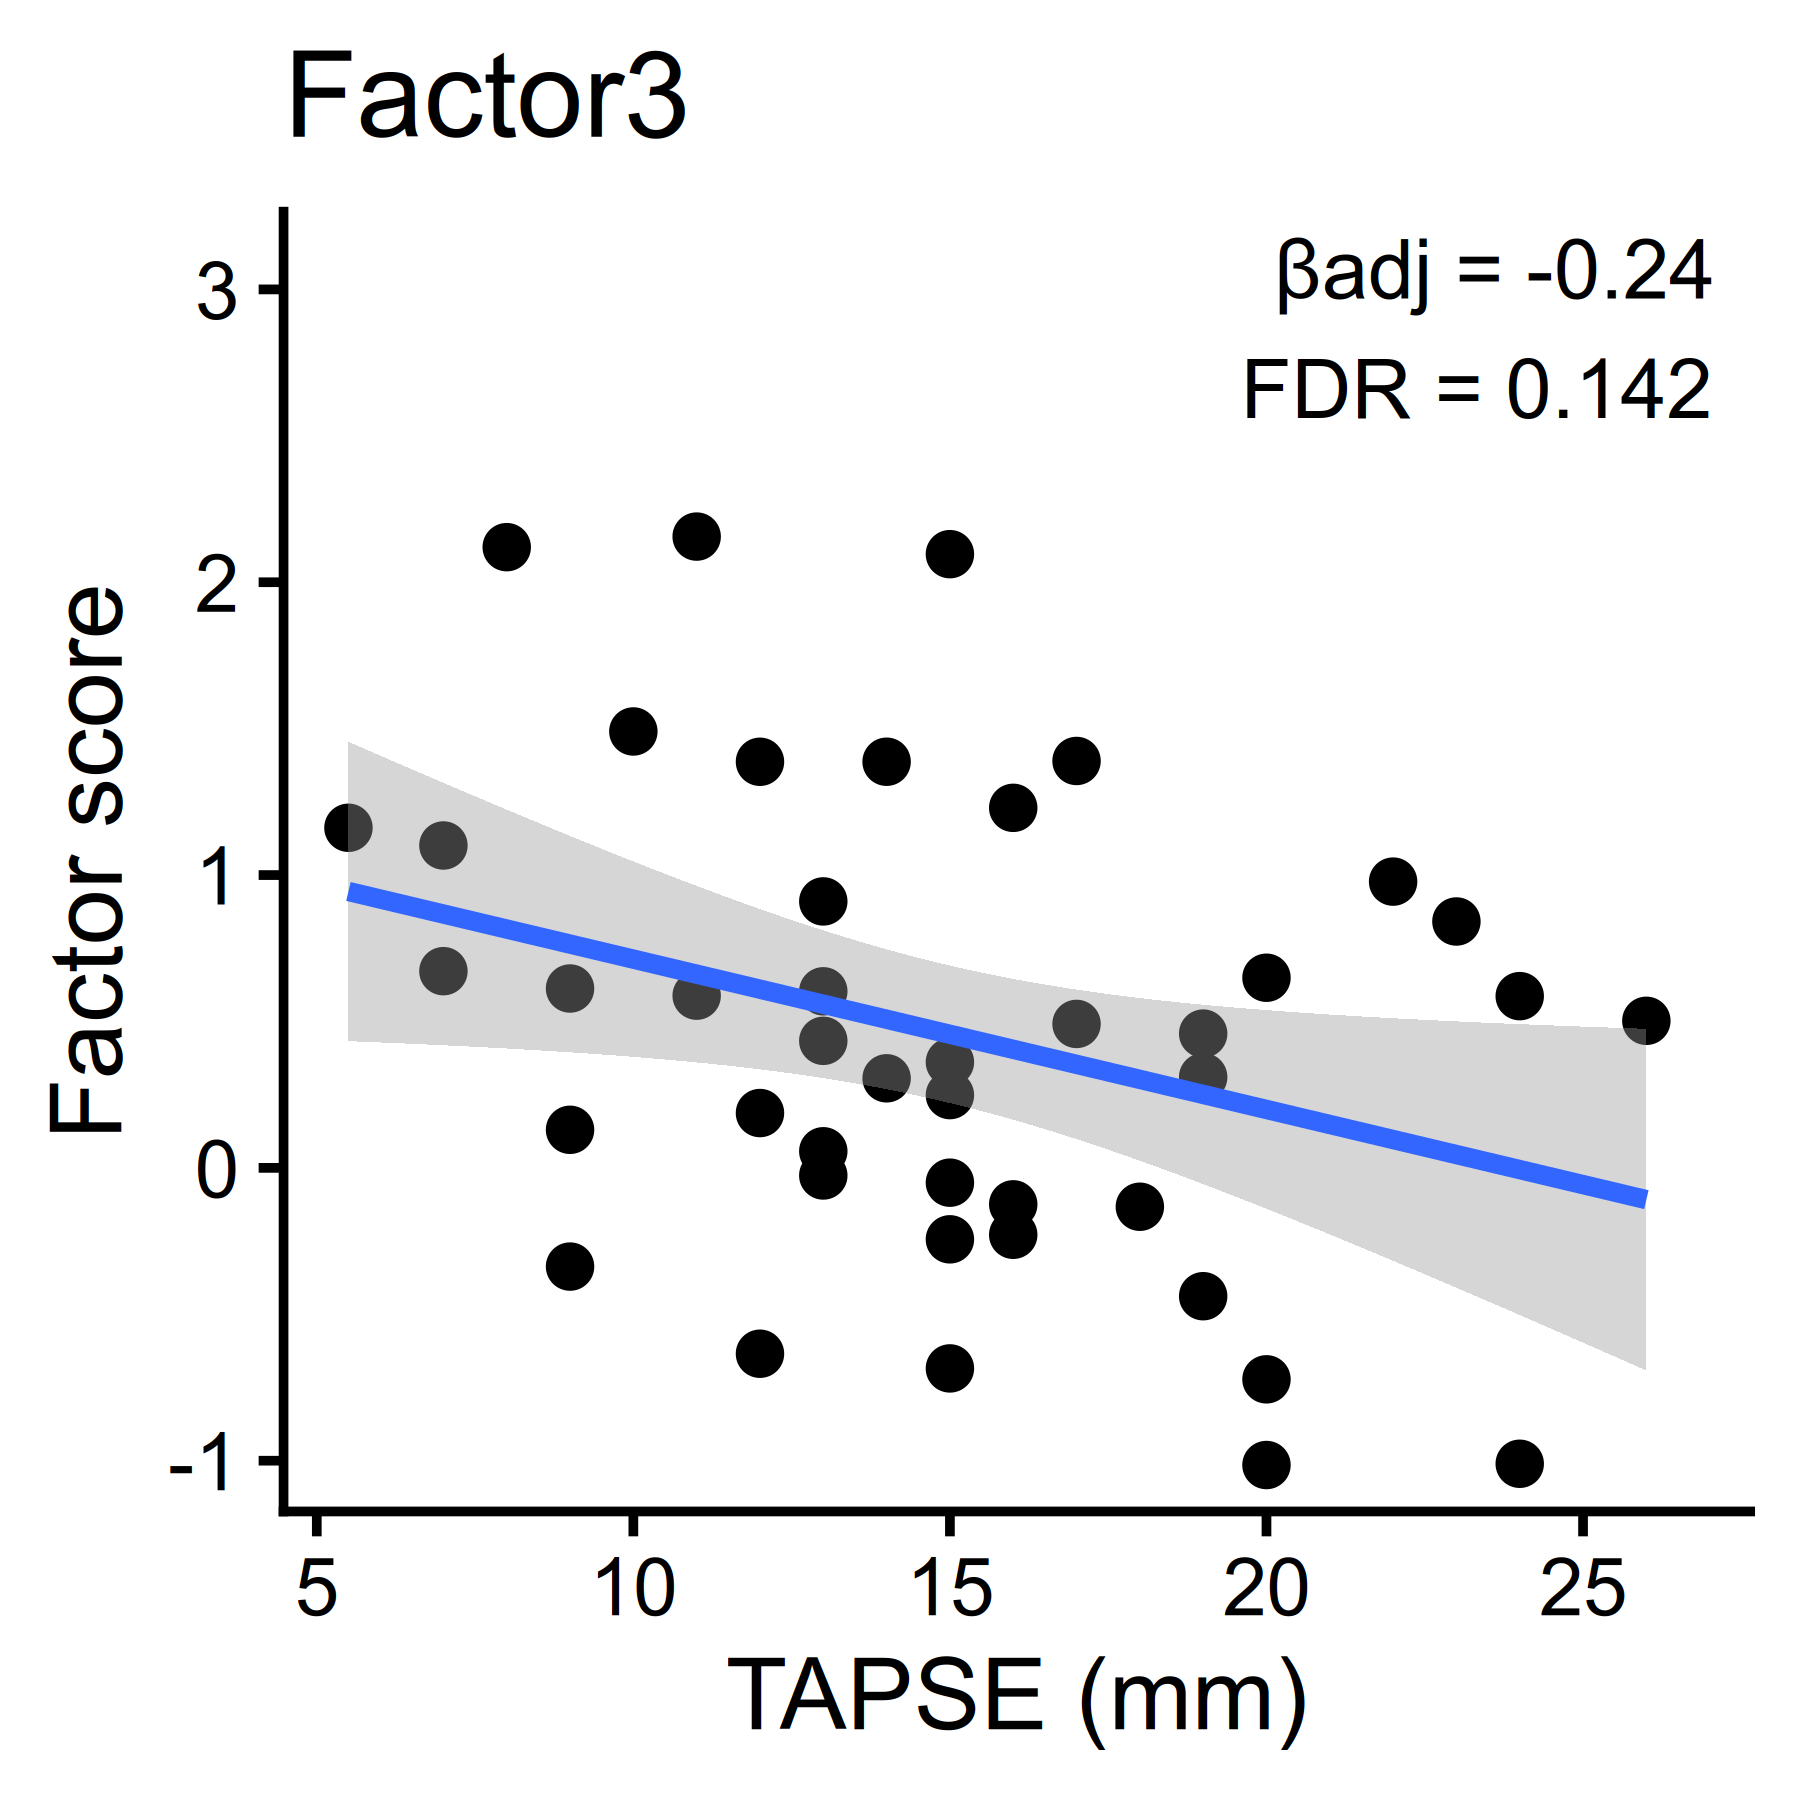 Factor3
βadj = -0.24
FDR = 0.142
3
2
1
0
-1
Factor score
5 10 15 20 25
TAPSE (mm)